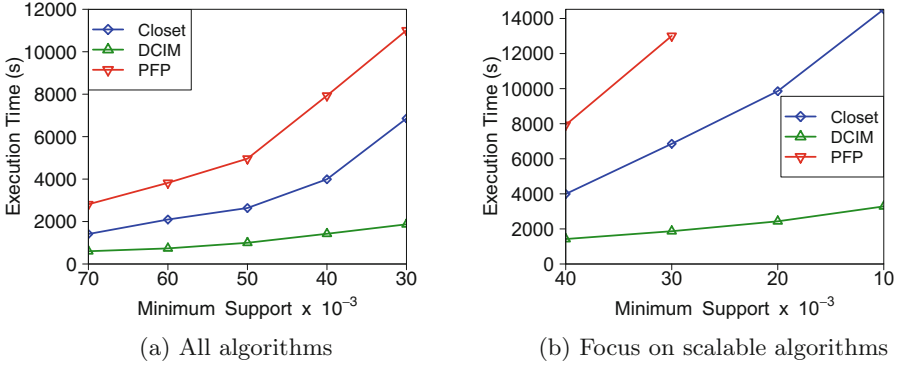 12000
10000
8000
6000
4000
2000
0
Execution Time (s)
Closet
DCIM
PFP
70 60 50 40 30
Minimum Support x 10⁻³
(a) All algorithms
14000
12000
10000
8000
6000
4000
2000
0
Execution Time (s)
Closet
DCIM
PFP
40 30 20 10
Minimum Support x 10⁻³
(b) Focus on scalable algorithms